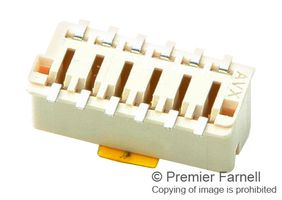 AVX
© Premier Farnell
Copying of image is prohibited